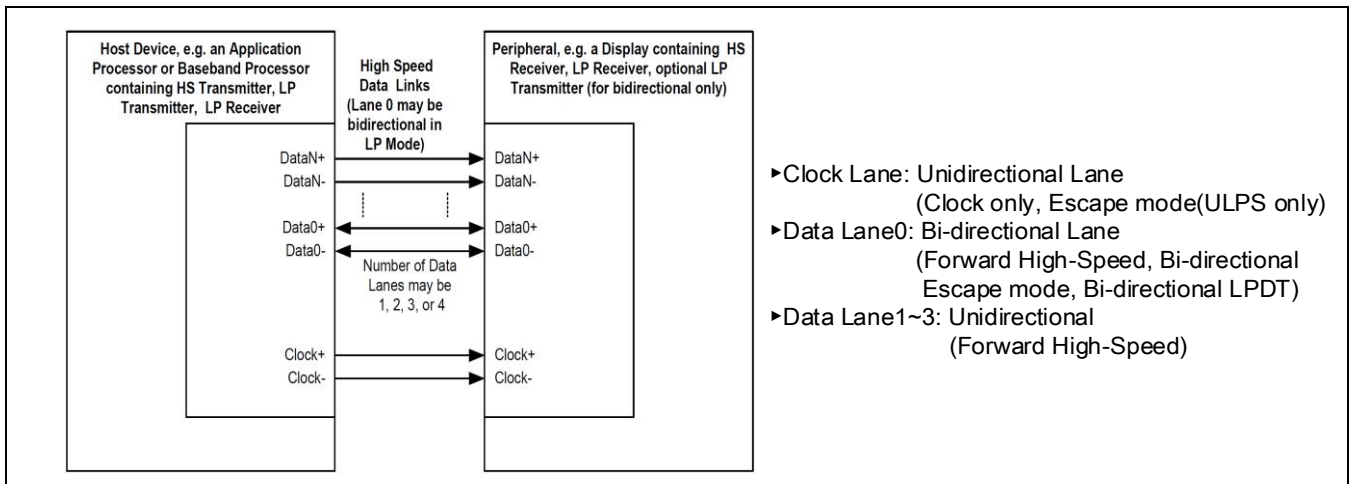 Host Device, e.g. an Application
Processor or Baseband Processor
containing HS Transmitter, LP
Transmitter, LP Receiver
High Speed
Data Links
(Lane 0 may be
bidirectional in
LP Mode)
Peripheral, e.g. a Display containing HS
Receiver, LP Receiver, optional LP
Transmitter (for bidirectional only)
DataN+
DataN-
Data0+
Data0-
Number of Data
Lanes may be
1, 2, 3, or 4
Clock+
Clock-
DataN+
DataN-
Data0+
Data0-
Clock+
Clock-
▸Clock Lane: Unidirectional Lane
(Clock only, Escape mode(ULPS only)
▸Data Lane0: Bi-directional Lane
(Forward High-Speed, Bi-directional
Escape mode, Bi-directional LPDT)
▸Data Lane1~3: Unidirectional
(Forward High-Speed)